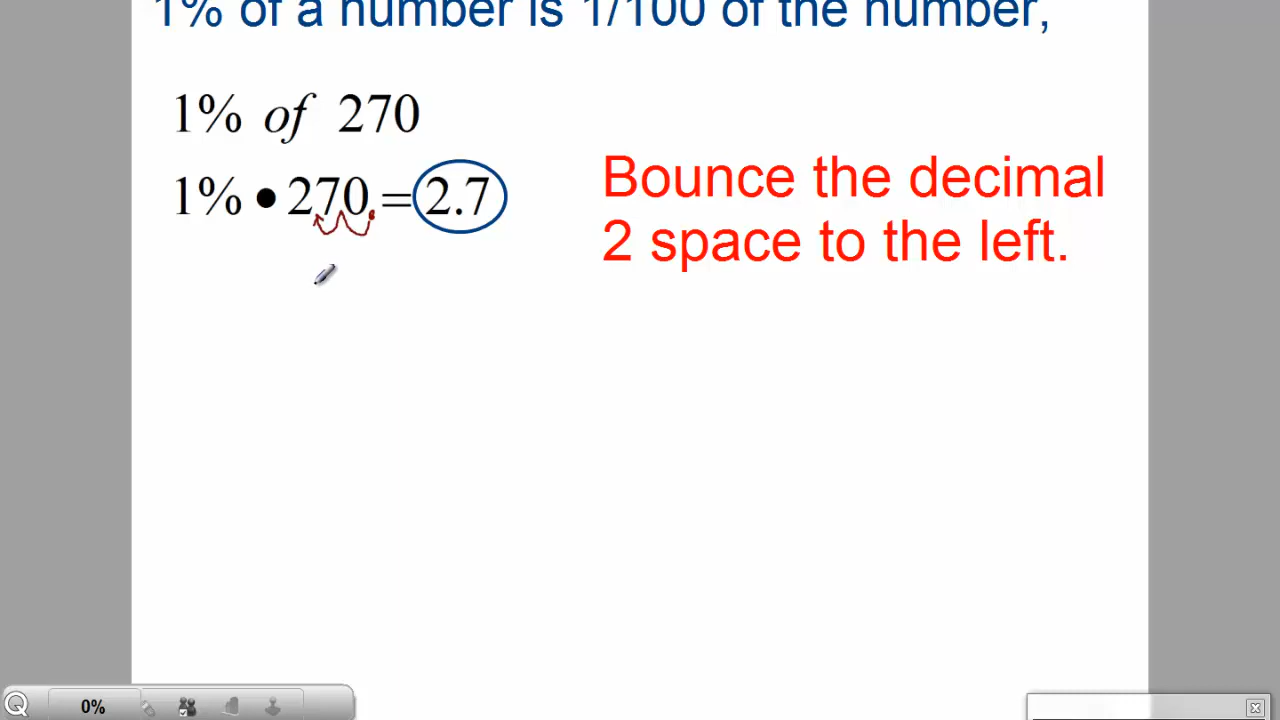 1% of a number is 1/100 of the number,
1% of 270
1% • 270. = 2.7
Bounce the decimal
2 space to the left.
0%